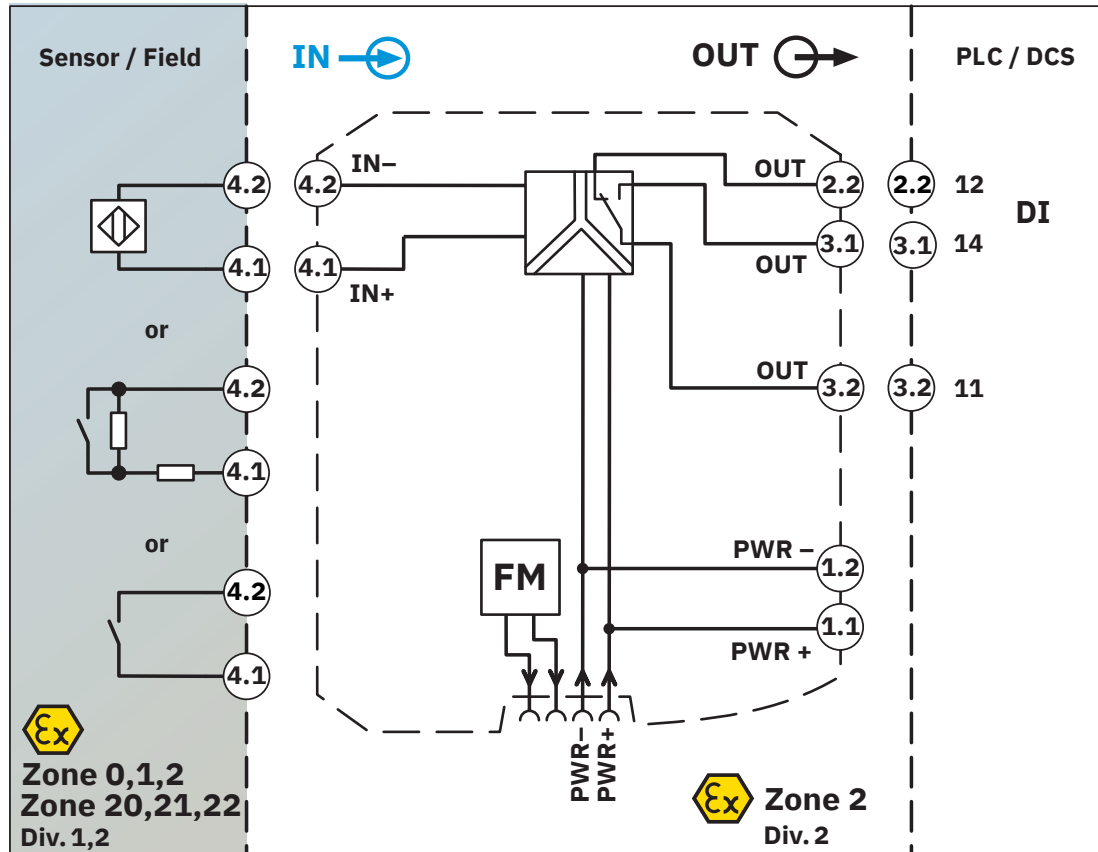 Sensor / Field
IN
OUT
PLC / DCS
4.2
4.2
IN–
OUT
2.2
2.2
12
DI
4.1
4.1
IN+
3.1
OUT
3.1
14
or
4.2
OUT
3.2
3.2
11
4.1
or
FM
PWR –
1.2
4.2
1.1
PWR +
4.1
PWR–
PWR+
Ex
Zone 0,1,2
Zone 20,21,22
Div. 1,2
Ex
Zone 2
Div. 2